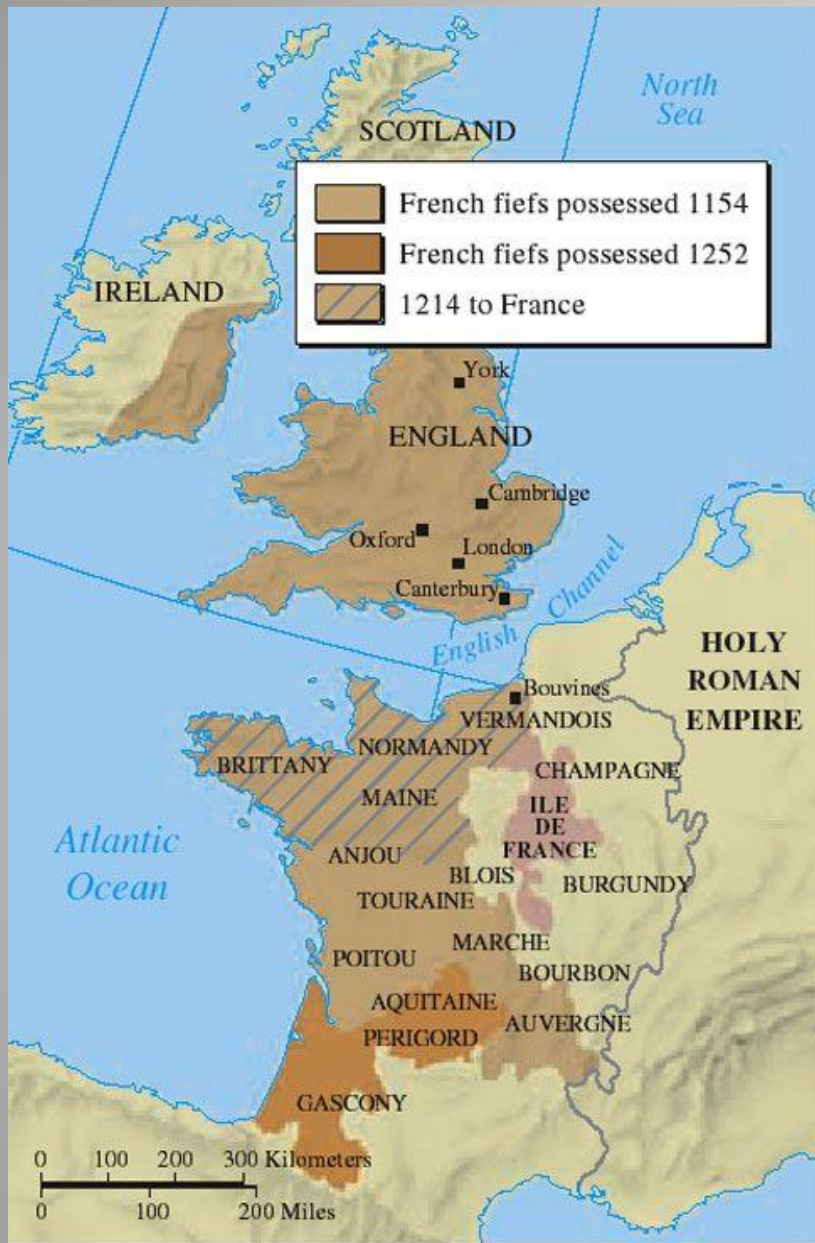 North
Sea
SCOTLAND
French fiefs possessed 1154
French fiefs possessed 1252
1214 to France
IRELAND
York
ENGLAND
Cambridge
Oxford
London
Canterbury
English Channel
HOLY
ROMAN
EMPIRE
Bouvines
VERMANDOIS
NORMANDY
BRITTANY
CHAMPAGNE
MAINE
ILE
DE
FRANCE
Atlantic
Ocean
ANJOU
BLOIS
BURGUNDY
TOURAINE
MARCHE
POITOU
BOURBON
AQUITAINE
AUVERGNE
PERIGORD
GASCONY
0 100 200 300 Kilometers
0 100 200 Miles